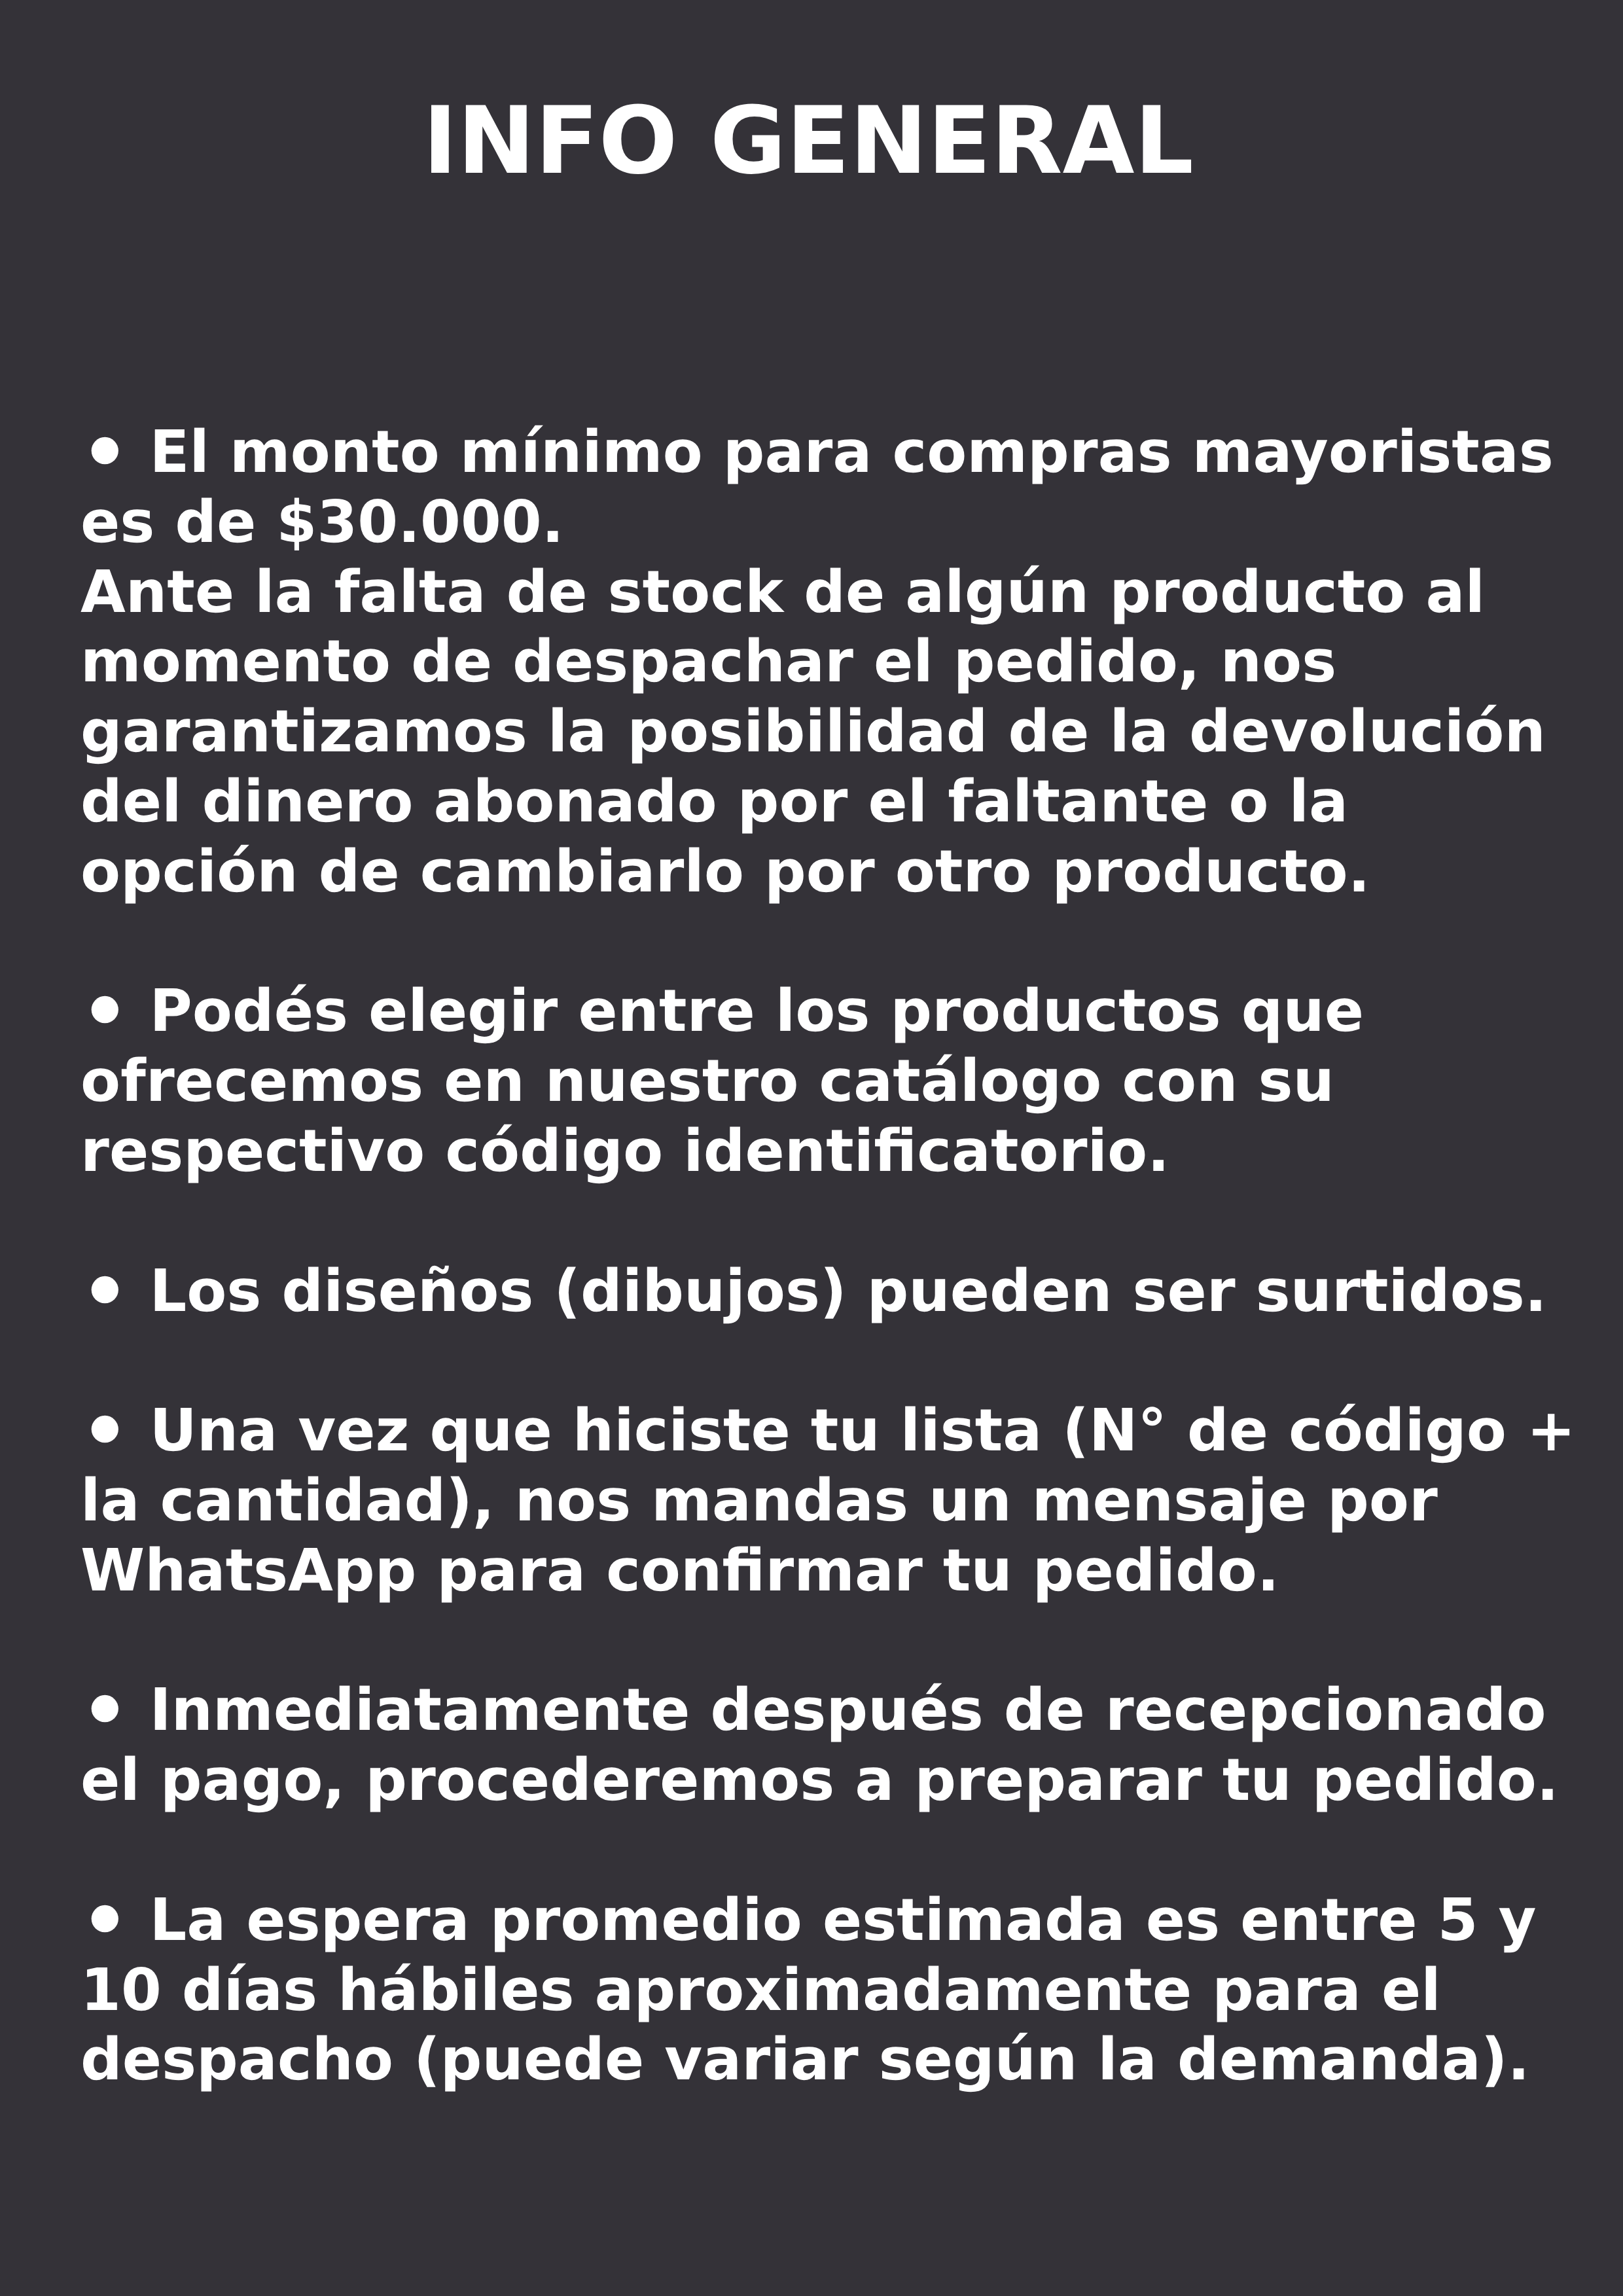 INFO GENERAL
• El monto mínimo para compras mayoristas
es de $30.000.
Ante la falta de stock de algún producto al
momento de despachar el pedido, nos
garantizamos la posibilidad de la devolución
del dinero abonado por el faltante o la
opción de cambiarlo por otro producto.
• Podés elegir entre los productos que
ofrecemos en nuestro catálogo con su
respectivo código identificatorio.
• Los diseños (dibujos) pueden ser surtidos.
• Una vez que hiciste tu lista (N° de código +
la cantidad), nos mandas un mensaje por
WhatsApp para confirmar tu pedido.
• Inmediatamente después de recepcionado
el pago, procederemos a preparar tu pedido.
• La espera promedio estimada es entre 5 y
10 días hábiles aproximadamente para el
despacho (puede variar según la demanda).